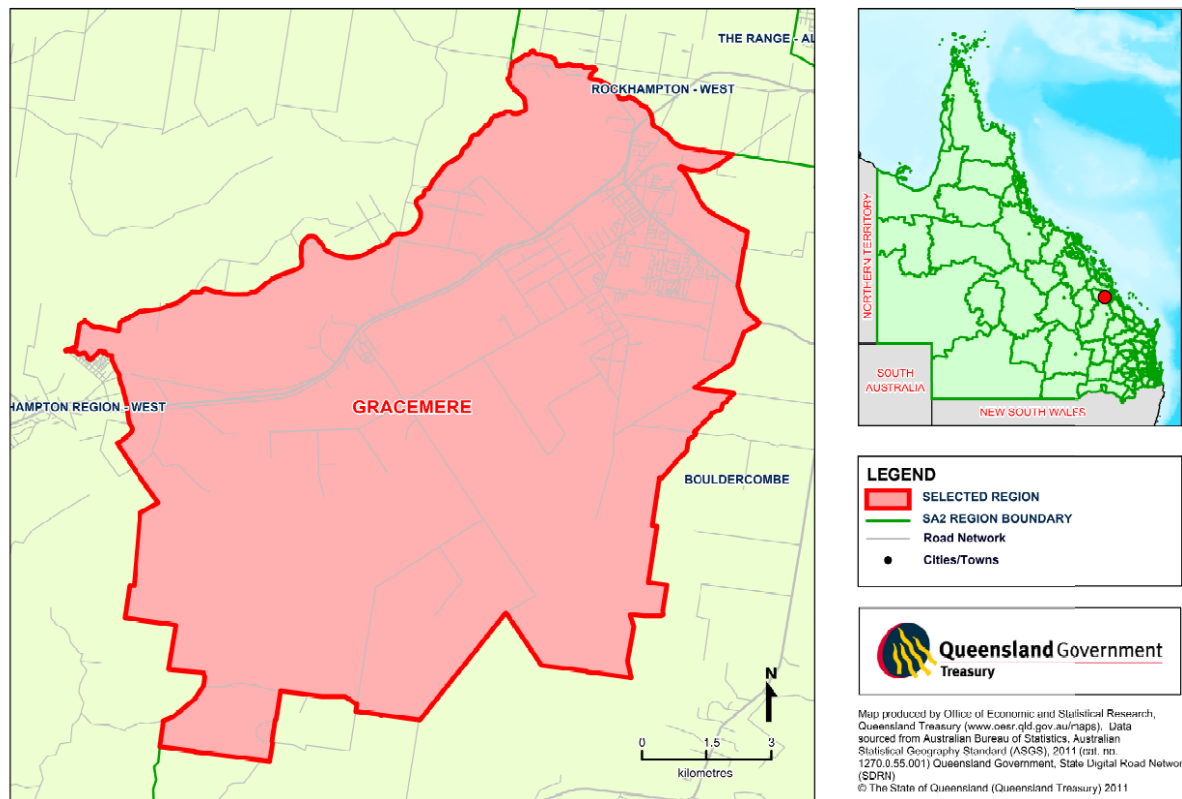 THE RANGE - AL
ROCKHAMPTON - WEST
HAMPTON REGION - WEST
GRACEMERE
BOULDERCOMBE
N
0 1.5 3
kilometres
NORTHERN TERRITORY
SOUTH
AUSTRALIA
NEW SOUTH WALES
LEGEND
SELECTED REGION
SA2 REGION BOUNDARY
Road Network
Cities/Towns
Queensland Government
Treasury
Map produced by Office of Economic and Statistical Research,
Queensland Treasury (www.oesr.qld.gov.au/maps). Data
sourced from Australian Bureau of Statistics, Australian
Statistical Geography Standard (ASGS), 2011 (cat. no.
1270.0.55.001) Queensland Government, State Digital Road Networ
(SDRN)
© The State of Queensland (Queensland Treasury) 2011